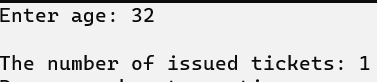 Enter age: 32
The number of issued tickets: 1